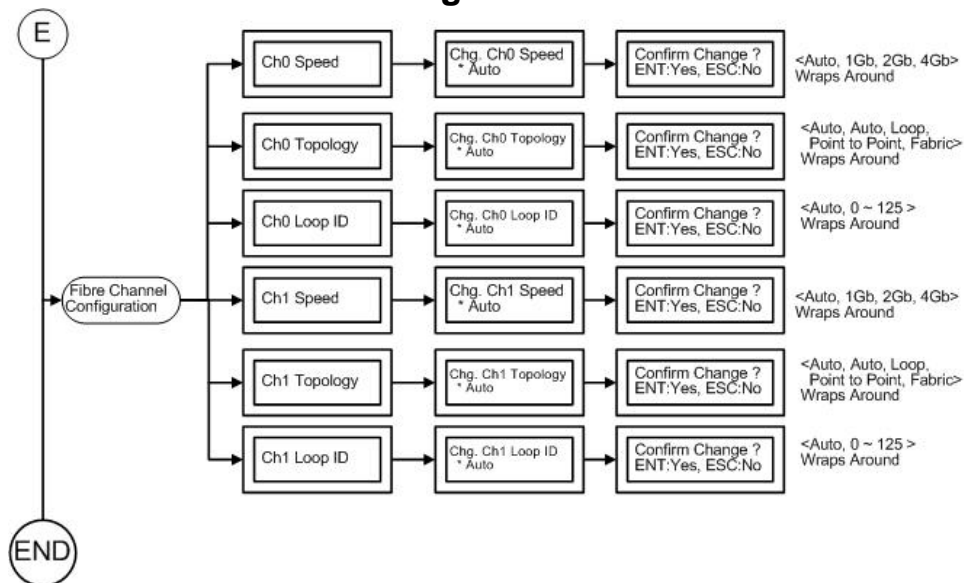 g
E
Ch0 Speed
Chg. Ch0 Speed
* Auto
Confirm Change ?
ENT:Yes, ESC:No
<Auto, 1Gb, 2Gb, 4Gb>
Wraps Around
Ch0 Topology
Chg. Ch0 Topology
* Auto
Confirm Change ?
ENT:Yes, ESC:No
<Auto, Auto, Loop,
Point to Point, Fabric>
Wraps Around
Ch0 Loop ID
Chg. Ch0 Loop ID
* Auto
Confirm Change ?
ENT:Yes, ESC:No
<Auto, 0 ~ 125 >
Wraps Around
Fibre Channel
Configuration
Ch1 Speed
Chg. Ch1 Speed
* Auto
Confirm Change ?
ENT:Yes, ESC:No
<Auto, 1Gb, 2Gb, 4Gb>
Wraps Around
Ch1 Topology
Chg. Ch1 Topology
* Auto
Confirm Change ?
ENT:Yes, ESC:No
<Auto, Auto, Loop,
Point to Point, Fabric>
Wraps Around
Ch1 Loop ID
Chg. Ch1 Loop ID
* Auto
Confirm Change ?
ENT:Yes, ESC:No
<Auto, 0 ~ 125 >
Wraps Around
END